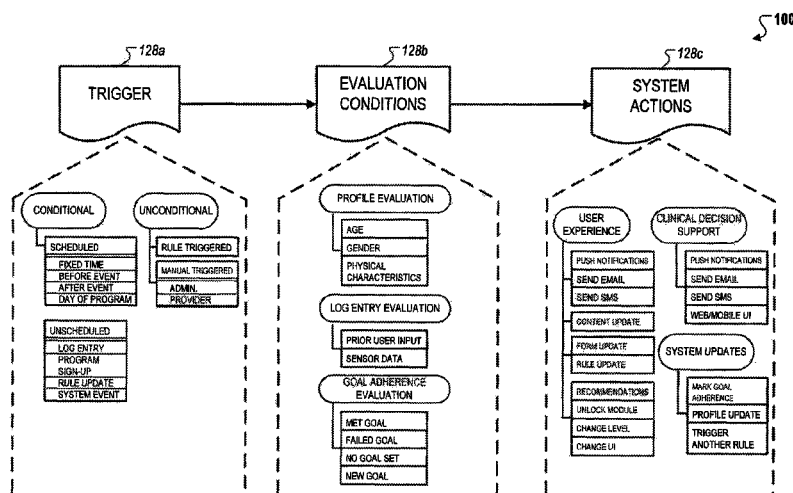 100
128a
128b
128c
TRIGGER
EVALUATION
CONDITIONS
SYSTEM
ACTIONS
CONDITIONAL
UNCONDITIONAL
SCHEDULED
FIXED TIME
BEFORE EVENT
AFTER EVENT
DAY OF PROGRAM
RULE TRIGGERED
MANUAL TRIGGERED
ADMIN.
PROVIDER
UNSCHEDULED
LOG ENTRY
PROGRAM
SIGN-UP
RULE UPDATE
SYSTEM EVENT
PROFILE EVALUATION
AGE
GENDER
PHYSICAL
CHARACTERISTICS
LOG ENTRY EVALUATION
PRIOR USER INPUT
SENSOR DATA
GOAL ADHERENCE
EVALUATION
MET GOAL
FAILED GOAL
NO GOAL SET
NEW GOAL
USER
EXPERIENCE
PUSH NOTIFICATIONS
SEND EMAIL
SEND SMS
CONTENT UPDATE
FORM UPDATE
RULE UPDATE
RECOMMENDATIONS
UNLOCK MODULE
CHANGE LEVEL
CHANGE UI
CLINICAL DECISION
SUPPORT
PUSH NOTIFICATIONS
SEND EMAIL
SEND SMS
WEB/MOBILE UI
SYSTEM UPDATES
MARK GOAL
ADHERENCE
PROFILE UPDATE
TRIGGER
ANOTHER RULE